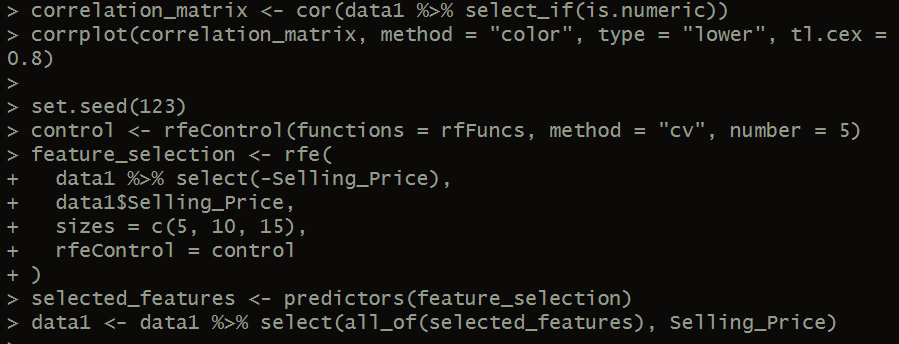 > correlation_matrix <- cor(data1 %>% select_if(is.numeric))
> corrplot(correlation_matrix, method = "color", type = "lower", tl.cex =
0.8)
>
> set.seed(123)
> control <- rfeControl(functions = rfFuncs, method = "cv", number = 5)
> feature_selection <- rfe(
+   data1 %>% select(-Selling_Price),
+   data1$Selling_Price,
+   sizes = c(5, 10, 15),
+   rfeControl = control
+ )
> selected_features <- predictors(feature_selection)
> data1 <- data1 %>% select(all_of(selected_features), Selling_Price)
>